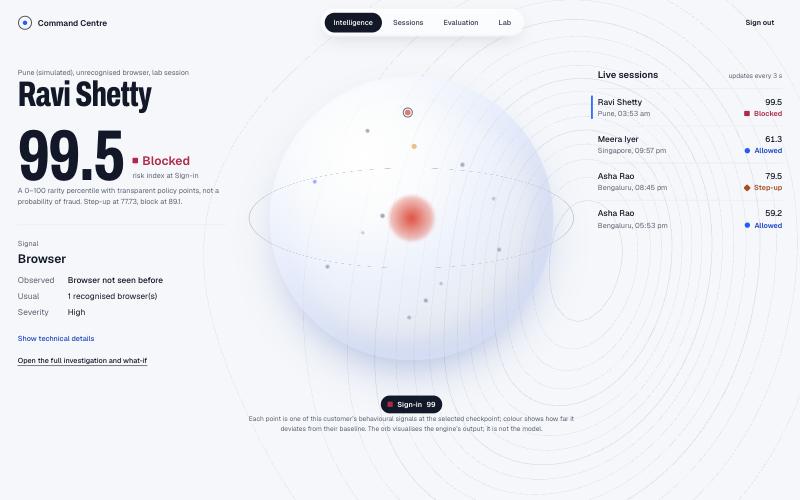 Command Centre
Intelligence
Sessions
Evaluation
Lab
Sign out
Pune (simulated), unrecognised browser, lab session
Ravi Shetty
99.5
Blocked
risk index at Sign-in
A 0–100 rarity percentile with transparent policy points, not a
probability of fraud. Step-up at 77.73, block at 89.1.
Signal
Browser
Observed Browser not seen before
Usual 1 recognised browser(s)
Severity High
Show technical details
Open the full investigation and what-if
Sign-in 99
Each point is one of this customer's behavioural signals at the selected checkpoint; colour shows how far it
deviates from their baseline. The orb visualises the engine's output; it is not the model.
Live sessions
updates every 3 s
Ravi Shetty 99.5
Pune, 03:53 am Blocked
Meera Iyer 61.3
Singapore, 09:57 pm Allowed
Asha Rao 79.5
Bengaluru, 08:45 pm Step-up
Asha Rao 59.2
Bengaluru, 05:53 pm Allowed